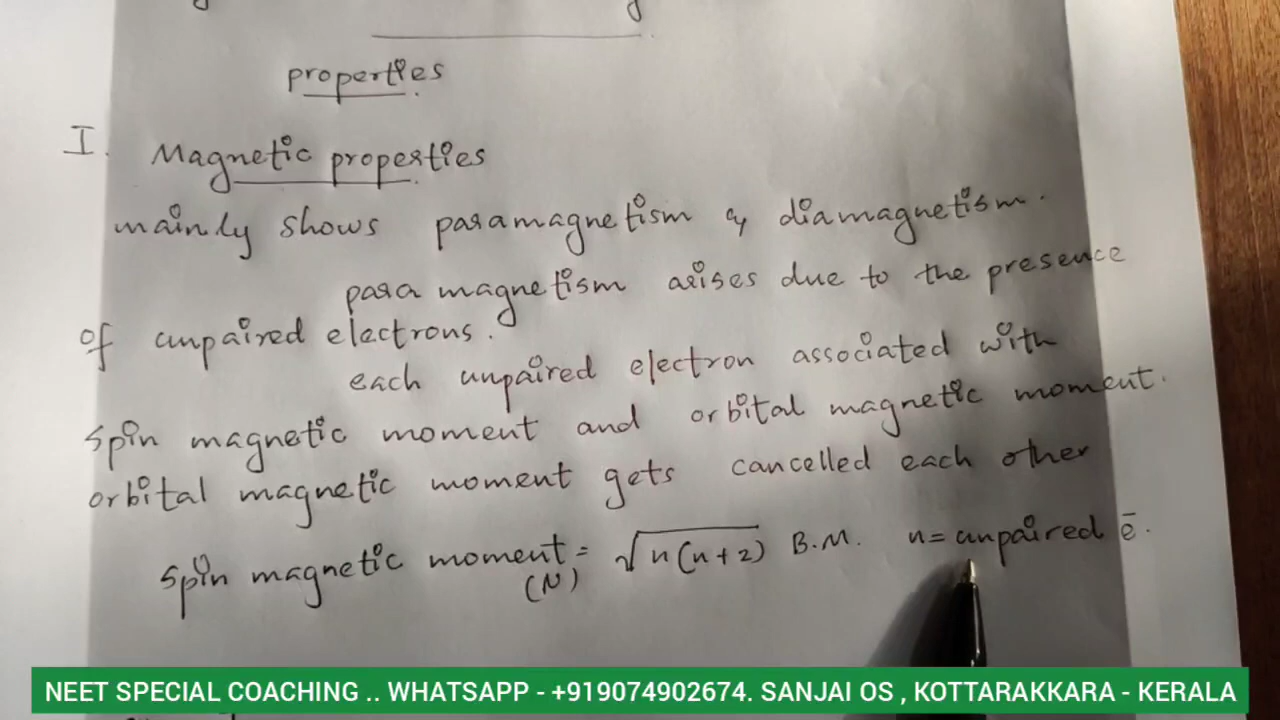 properties
I. Magnetic properties
mainly shows paramagnetism & diamagnetism.
para magnetism arises due to the presence
of unpaired electrons.
each unpaired electron associated with
spin magnetic moment and orbital magnetic moment.
orbital magnetic moment gets cancelled each other
spin magnetic moment = √n(n+2) B.M. n = unpaired e̅.
(N)
NEET SPECIAL COACHING .. WHATSAPP - +919074902674. SANJAI OS , KOTTARAKKARA - KERALA